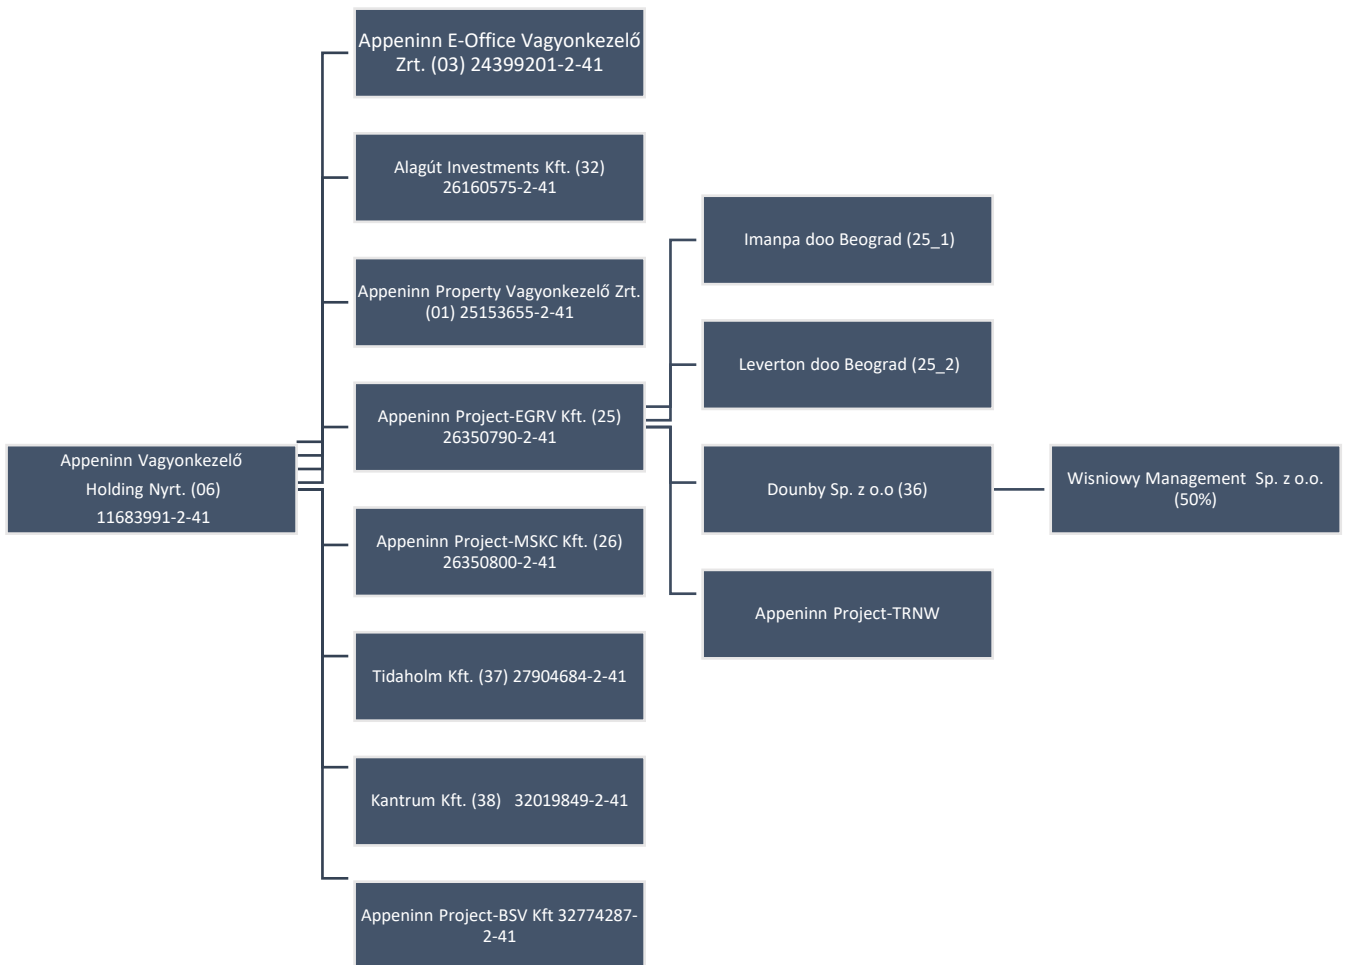 Appeninn E-Office Vagyonkezelő
Zrt. (03) 24399201-2-41
Alagút Investments Kft. (32)
26160575-2-41
Appeninn Property Vagyonkezelő Zrt.
(01) 25153655-2-41
Appeninn Project-EGRV Kft. (25)
26350790-2-41
Appeninn Vagyonkezelő
Holding Nyrt. (06)
11683991-2-41
Appeninn Project-MSKC Kft. (26)
26350800-2-41
Tidaholm Kft. (37) 27904684-2-41
Kantrum Kft. (38) 32019849-2-41
Appeninn Project-BSV Kft 32774287-
2-41
Imanpa doo Beograd (25_1)
Leverton doo Beograd (25_2)
Dounby Sp. z o.o (36)
Appeninn Project-TRNW
Wisniowy Management Sp. z o.o.
(50%)